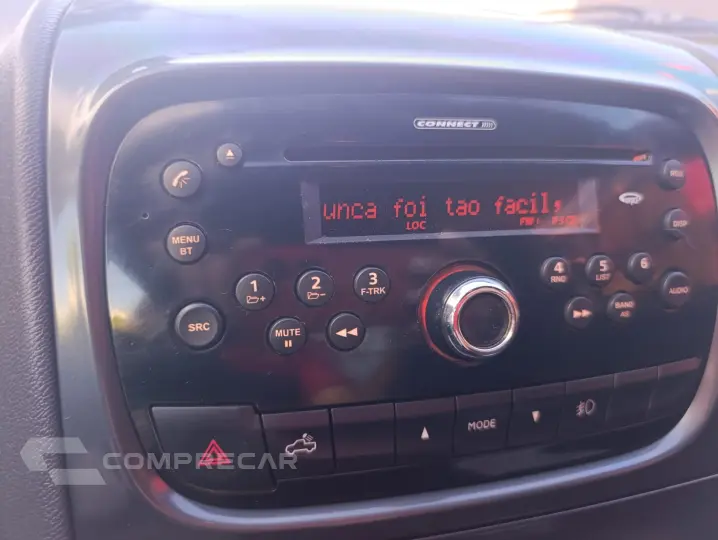 CONNECT
unca foi tao facil,
LOC
MENU
BT
DISP
1
2
3
F-TRK
4
RND
5
LIST
6
SRC
MUTE
BAND
AS
AUDIO
MODE
COMPRECAR